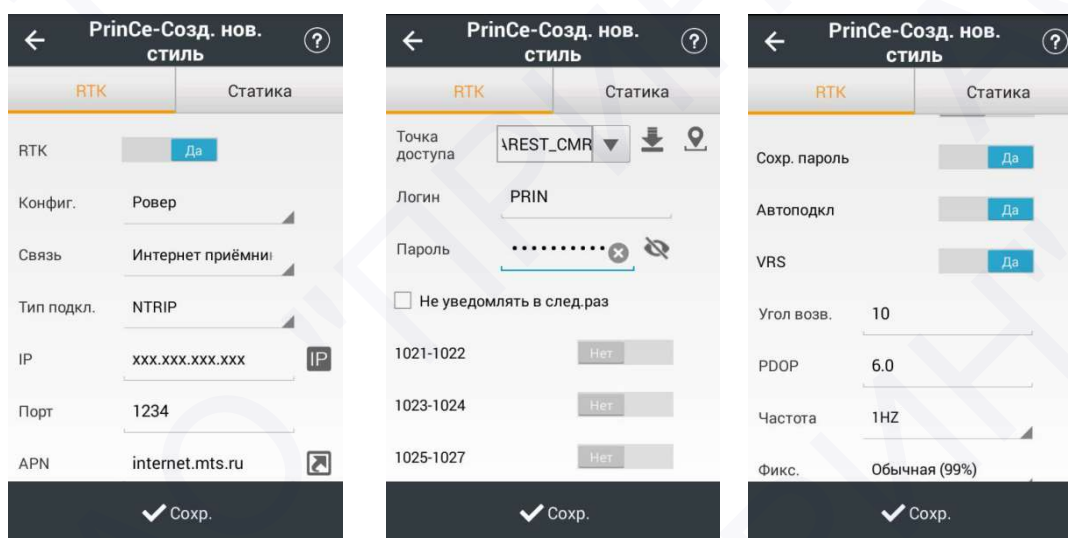 PrinCe-Созд. нов.
стиль
?
RTK Статика
RTK Да
Конфиг. Ровер
Связь Интернет приёмни
Тип подкл. NTRIP
IP xxx.xxx.xxx.xxx IP
Порт 1234
APN internet.mts.ru
Сохр.
PrinCe-Созд. нов.
стиль
?
RTK Статика
Точка
доступа AREST_CMR
Логин PRIN
Пароль ••••••••••
Не уведомлять в след.раз
1021-1022 Нет
1023-1024 Нет
1025-1027 Нет
Сохр.
PrinCe-Созд. нов.
стиль
?
RTK Статика
Сохр. пароль Да
Автоподкл Да
VRS Да
Угол возв. 10
PDOP 6.0
Частота 1HZ
Фикс. Обычная (99%)
Сохр.